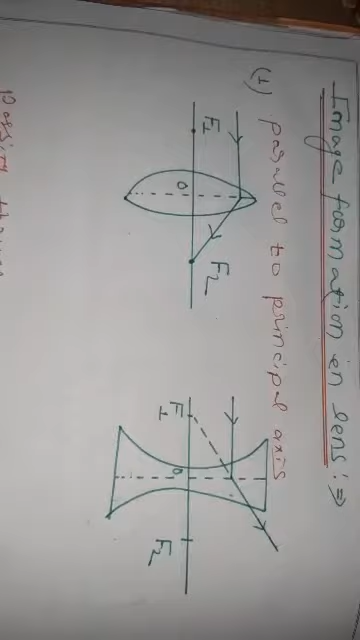 Image formation in lens :⇒
(1) parallel to principal axis
F1 O F2
F1 O F2